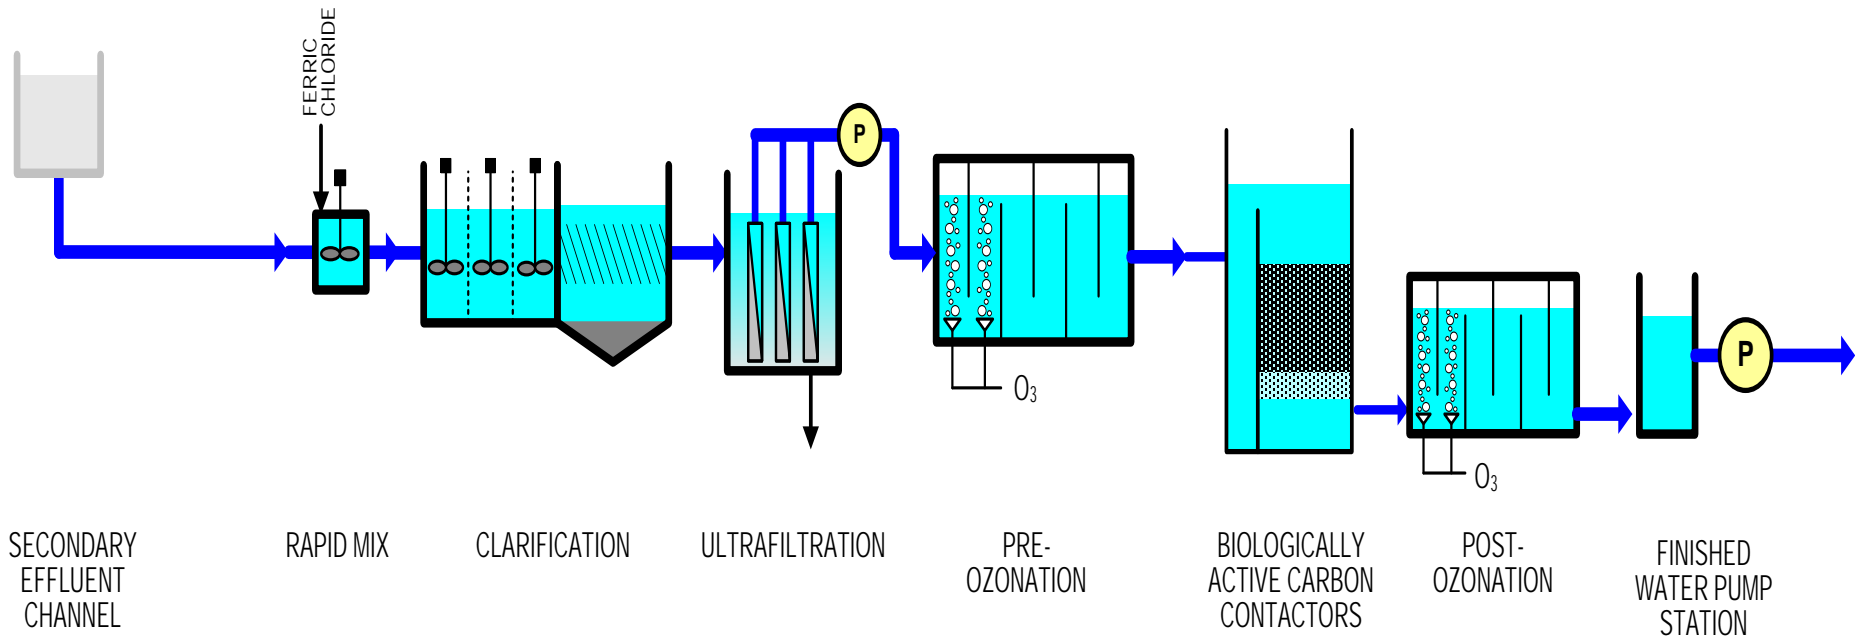 FERRIC
CHLORIDE
P
O3
O3
P
SECONDARY
EFFLUENT
CHANNEL
RAPID MIX
CLARIFICATION
ULTRAFILTRATION
PRE-
OZONATION
BIOLOGICALLY
ACTIVE CARBON
CONTACTORS
POST-
OZONATION
FINISHED
WATER PUMP
STATION